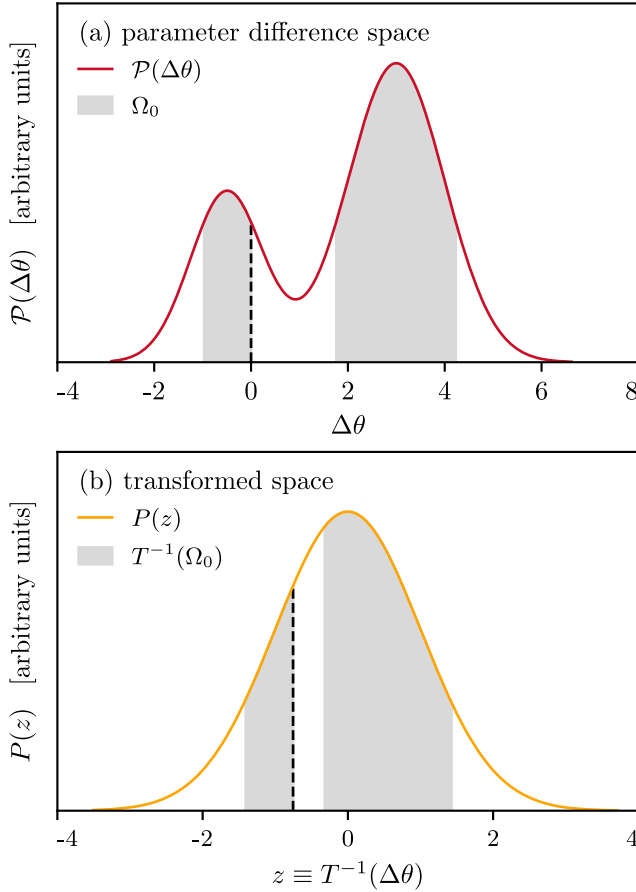 (a) parameter difference space
𝒫(Δθ)
Ω₀
𝒫(Δθ) [arbitrary units]
-4 -2 0 2 4 6 8
Δθ
(b) transformed space
P(z)
T⁻¹(Ω₀)
P(z) [arbitrary units]
-4 -2 0 2 4
z ≡ T⁻¹(Δθ)